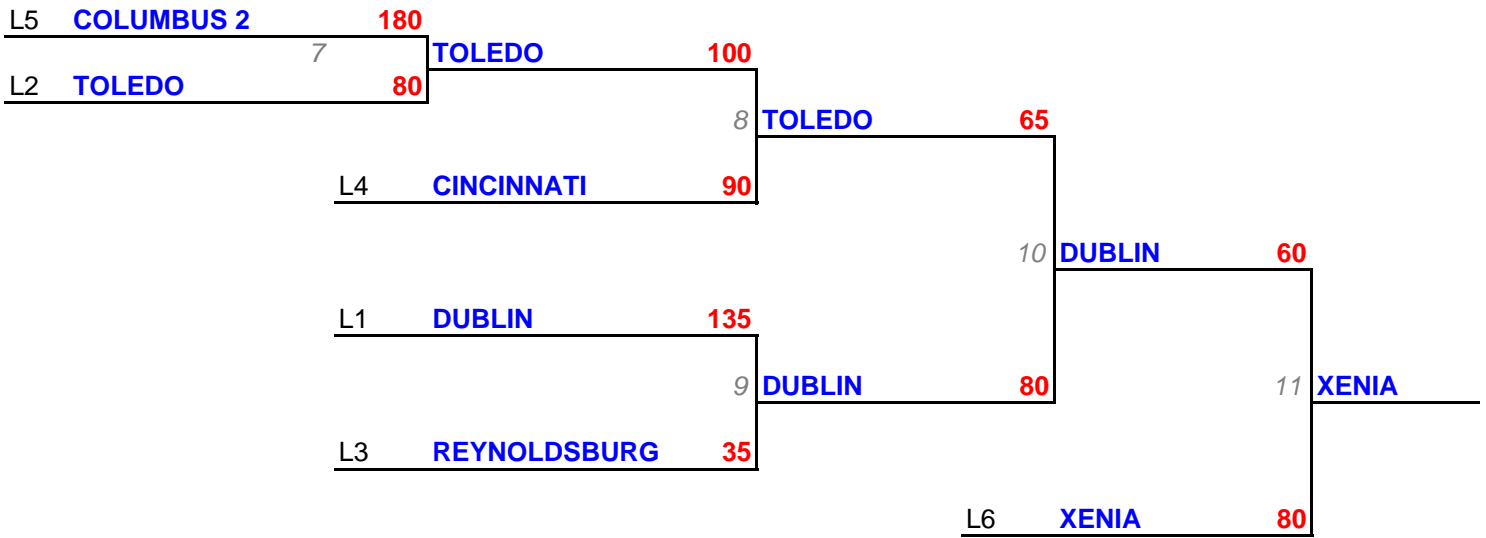 L5 COLUMBUS 2 180
7 TOLEDO 100
L2 TOLEDO 80
8 TOLEDO 65
L4 CINCINNATI 90
10 DUBLIN 60
L1 DUBLIN 135
9 DUBLIN 80 11 XENIA
L3 REYNOLDSBURG 35
L6 XENIA 80